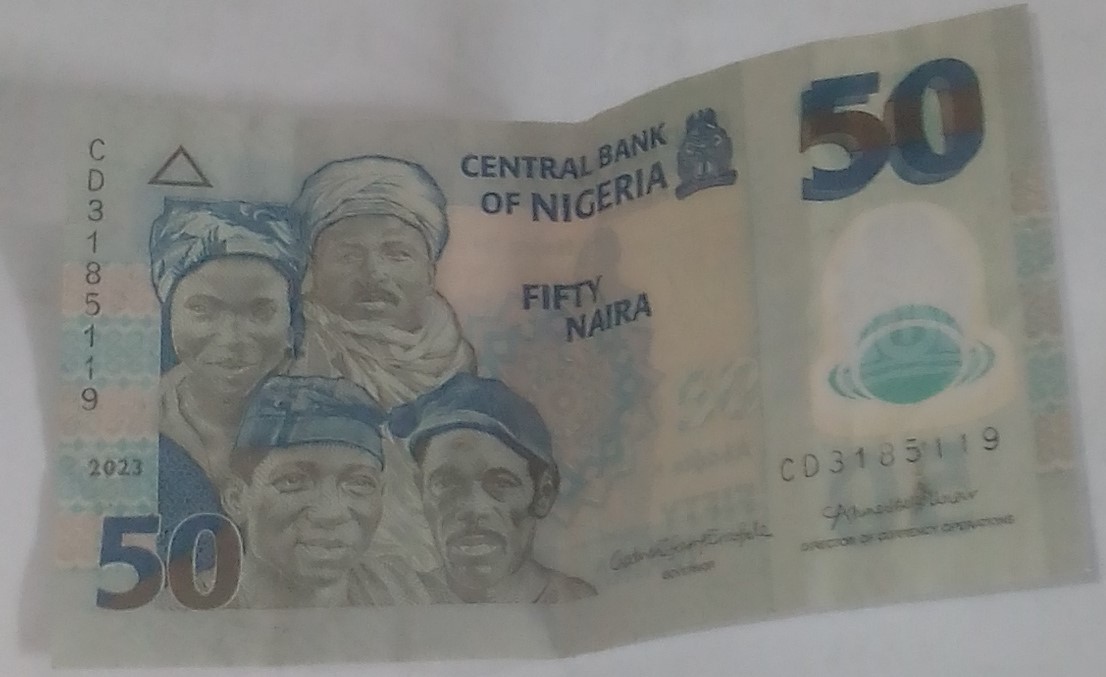 CD3185119
CENTRAL BANK
OF NIGERIA
50
FIFTY
NAIRA
2023
50
CD3185119
GOVERNOR
DIRECTOR OF CURRENCY OPERATIONS